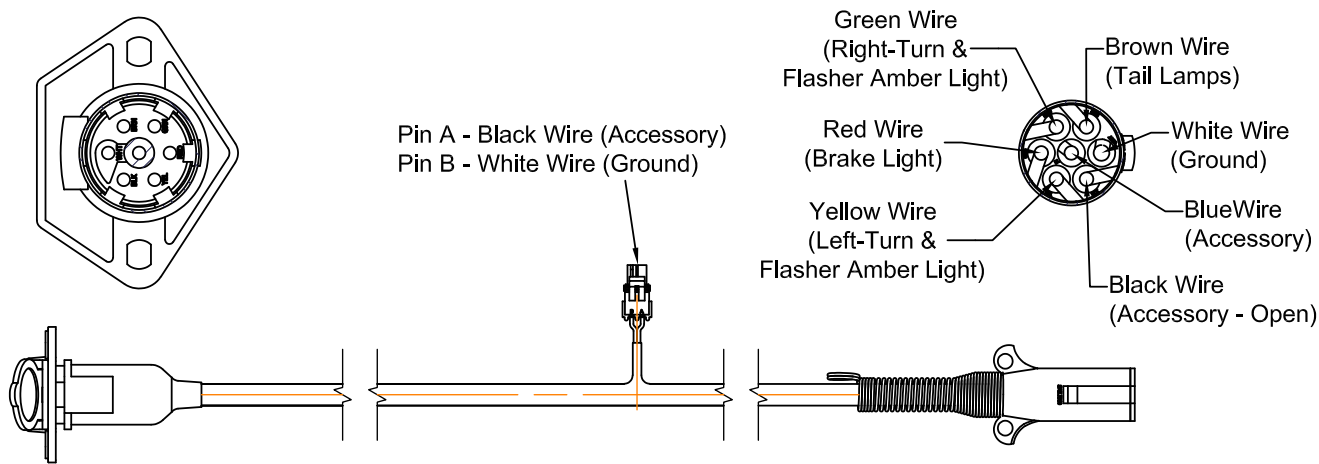 Green Wire
(Right-Turn &
Flasher Amber Light)
Brown Wire
(Tail Lamps)
Pin A - Black Wire (Accessory)
Pin B - White Wire (Ground)
Red Wire
(Brake Light)
White Wire
(Ground)
Yellow Wire
(Left-Turn &
Flasher Amber Light)
BlueWire
(Accessory)
Black Wire
(Accessory - Open)
BLK
YEL